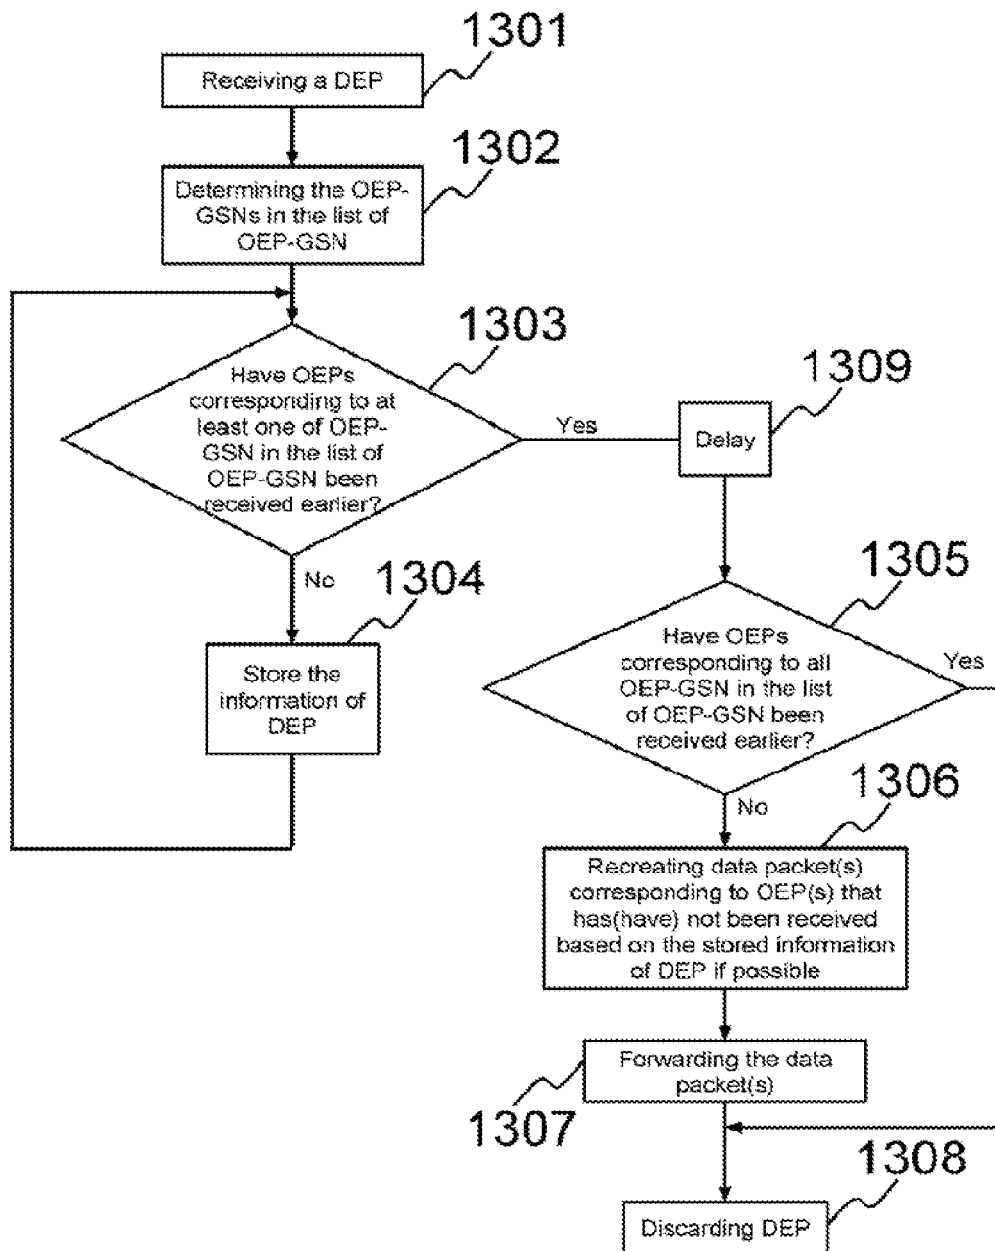 1301
Receiving a DEP
1302
Determining the OEP-
GSNs in the list of
OEP-GSN
1303
Have OEPs
corresponding to at
least one of OEP-
GSN in the list of
OEP-GSN been
received earlier?
Yes
1309
Delay
No
1304
Store the
information of
DEP
1305
Have OEPs
corresponding to all
OEP-GSN in the list
of OEP-GSN been
received earlier?
Yes
No
1306
Recreating data packet(s)
corresponding to OEP(s) that
has(have) not been received
based on the stored information
of DEP if possible
Forwarding the data
packet(s)
1307
1308
Discarding DEP